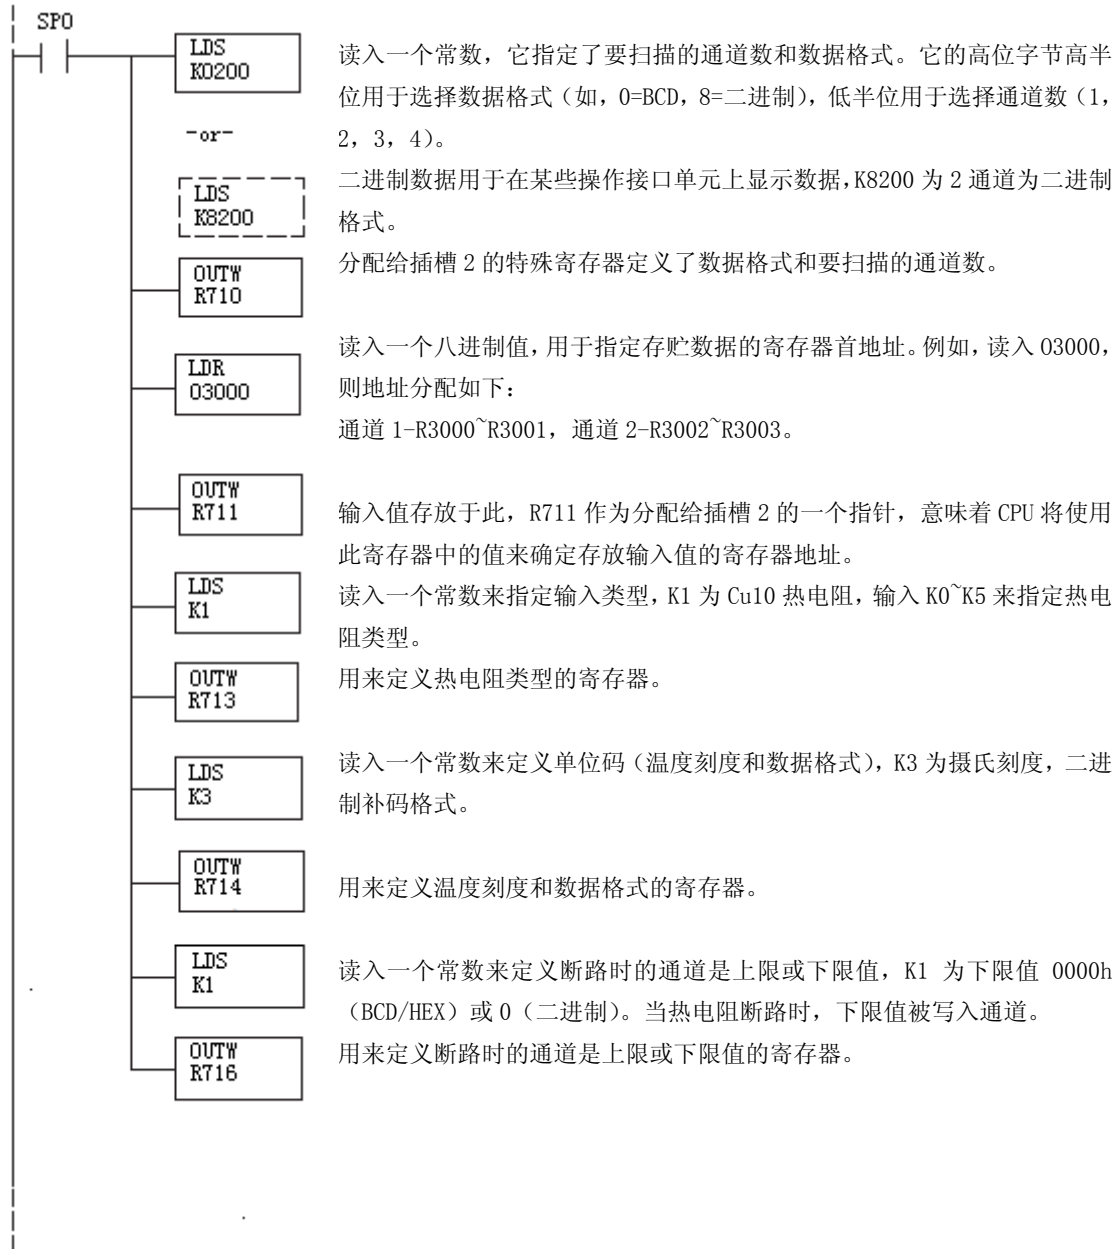 SP0
LDS
K0200
读入一个常数，它指定了要扫描的通道数和数据格式。它的高位字节高半
位用于选择数据格式（如，0=BCD，8=二进制），低半位用于选择通道数（1，
-or-
2，3，4）。
LDS
K8200
二进制数据用于在某些操作接口单元上显示数据，K8200 为 2 通道为二进制
格式。
OUTW
R710
分配给插槽 2 的特殊寄存器定义了数据格式和要扫描的通道数。
LDR
O3000
读入一个八进制值，用于指定存贮数据的寄存器首地址。例如，读入 O3000，
则地址分配如下：
通道 1-R3000~R3001，通道 2-R3002~R3003。
OUTW
R711
输入值存放于此，R711 作为分配给插槽 2 的一个指针，意味着 CPU 将使用
此寄存器中的值来确定存放输入值的寄存器地址。
LDS
K1
读入一个常数来指定输入类型，K1 为 Cu10 热电阻，输入 K0~K5 来指定热电
阻类型。
OUTW
R713
用来定义热电阻类型的寄存器。
LDS
K3
读入一个常数来定义单位码（温度刻度和数据格式），K3 为摄氏刻度，二进
制补码格式。
OUTW
R714
用来定义温度刻度和数据格式的寄存器。
LDS
K1
读入一个常数来定义断路时的通道是上限或下限值，K1 为下限值 0000h
（BCD/HEX）或 0（二进制）。当热电阻断路时，下限值被写入通道。
OUTW
R716
用来定义断路时的通道是上限或下限值的寄存器。